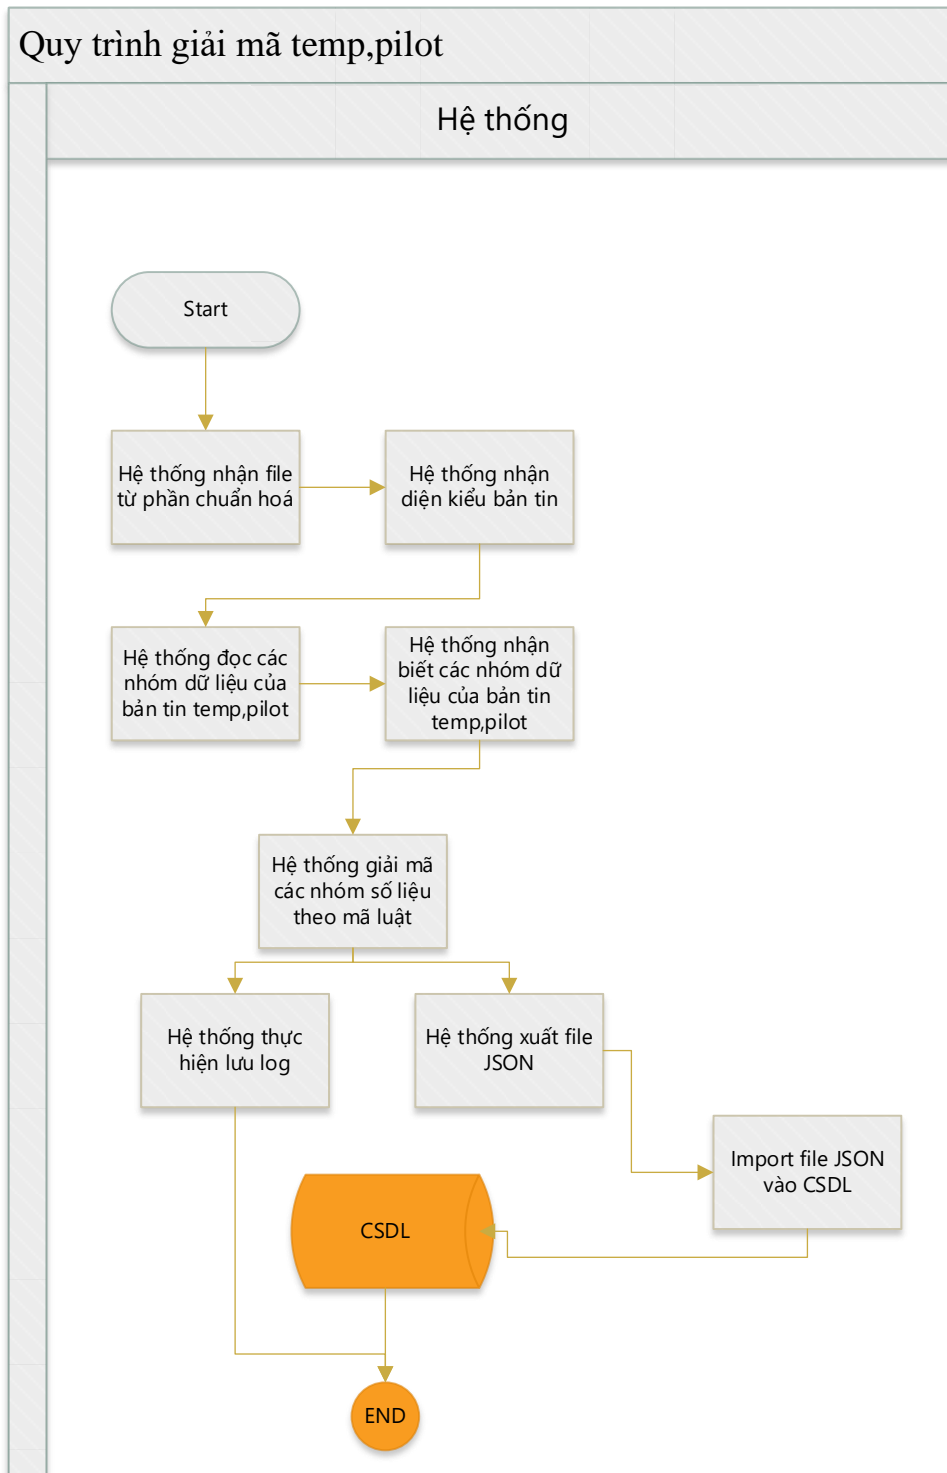 Quy trình giải mã temp,pilot
Hệ thống
Start
Hệ thống nhận file
từ phần chuẩn hoá
Hệ thống nhận
diện kiểu bản tin
Hệ thống đọc các
nhóm dữ liệu của
bản tin temp,pilot
Hệ thống nhận
biết các nhóm dữ
liệu của bản tin
temp,pilot
Hệ thống giải mã
các nhóm số liệu
theo mã luật
Hệ thống thực
hiện lưu log
Hệ thống xuất file
JSON
Import file JSON
vào CSDL
CSDL
END